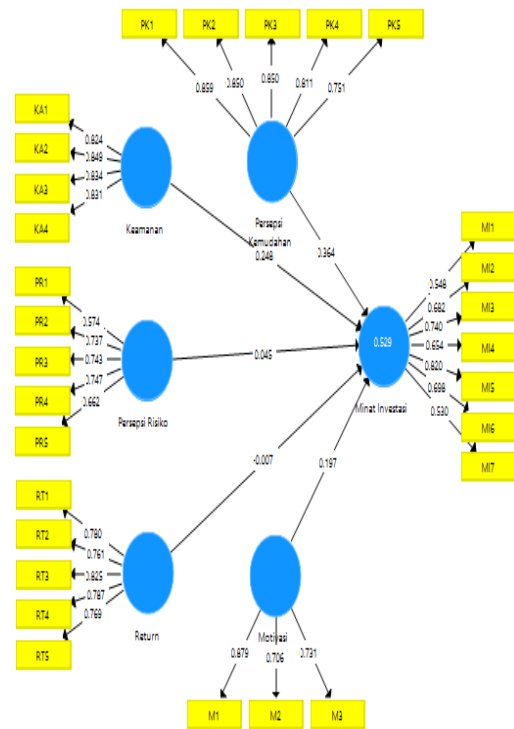 PK1 PK2 PK3 PK4 PK5
0.859 0.850 0.850 0.811 0.751
KA1
KA2
KA3
KA4
0.824
0.849
0.834
0.831
Keamanan
Persepsi
Kemudahan
0.248
0.364
PR1
PR2
PR3
PR4
PR5
0.574
0.737
0.743
0.747
0.662
Persepsi Risiko
0.045
0.529
Minat Investasi
MI1
MI2
MI3
MI4
MI5
MI6
MI7
0.548
0.682
0.740
0.654
0.820
0.698
0.530
-0.007
0.197
RT1
RT2
RT3
RT4
RT5
0.780
0.761
0.825
0.787
0.769
Return
Motivasi
0.879 0.706 0.731
M1 M2 M3